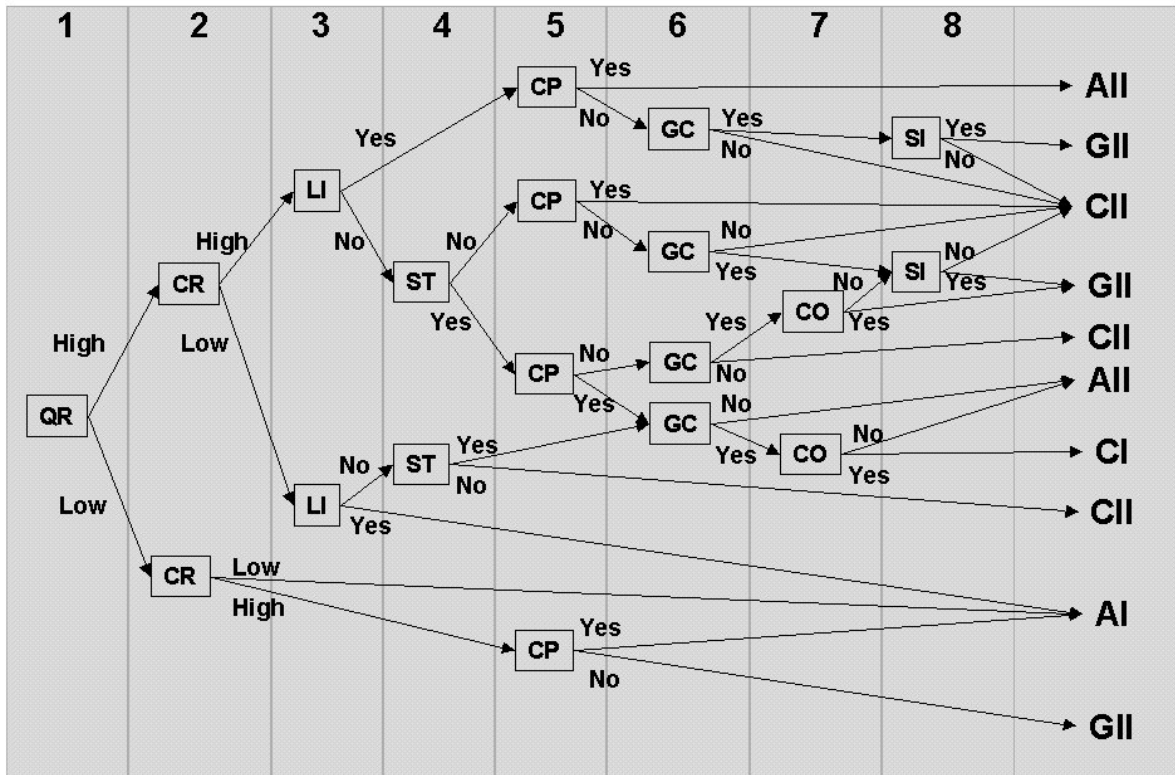 1 2 3 4 5 6 7 8
CP Yes AII
No GC Yes SI Yes GII
No No
Yes
LI CP Yes CII
High No No GC No
No ST Yes SI No
CR Yes No Yes GII
Yes CO Yes
High Low No GC CII
CP No
Yes GC No AII
QR Yes CO No
ST Yes Yes CI
No No
Low LI Yes CII
CR Low
High AI
CP Yes
No
GII